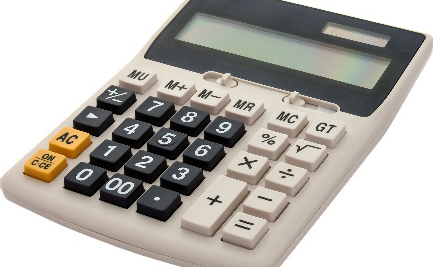 MU M+ M− MR MC GT
+/− 7 8 9 % √
▶ 4 5 6 × ÷
AC 1 2 3 + −
ON C·CE 0 00 · =